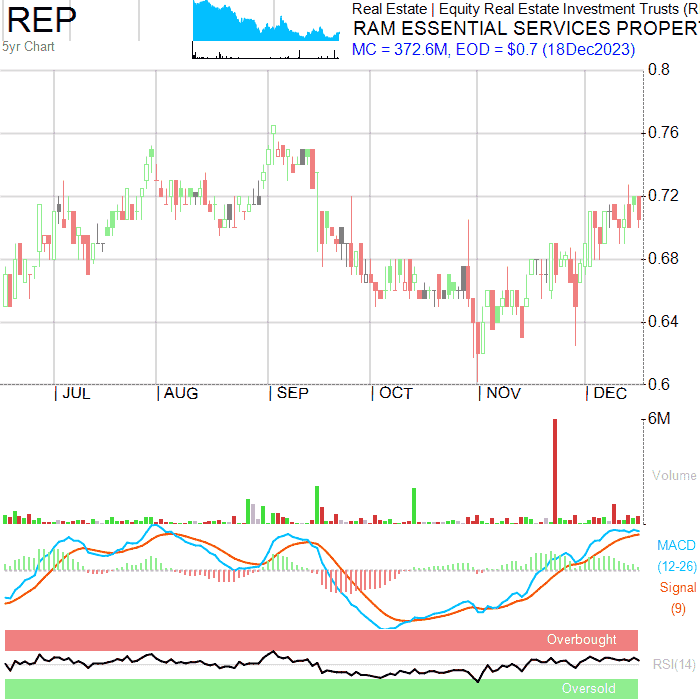 REP
5yr Chart
Real Estate | Equity Real Estate Investment Trusts (R
RAM ESSENTIAL SERVICES PROPER
MC = 372.6M, EOD = $0.7 (18Dec2023)
0.8
0.76
0.72
0.68
0.64
0.6
| JUL | AUG | SEP | OCT | NOV | DEC
6M
Volume
MACD
(12-26)
Signal
(9)
Overbought
RSI(14)
Oversold